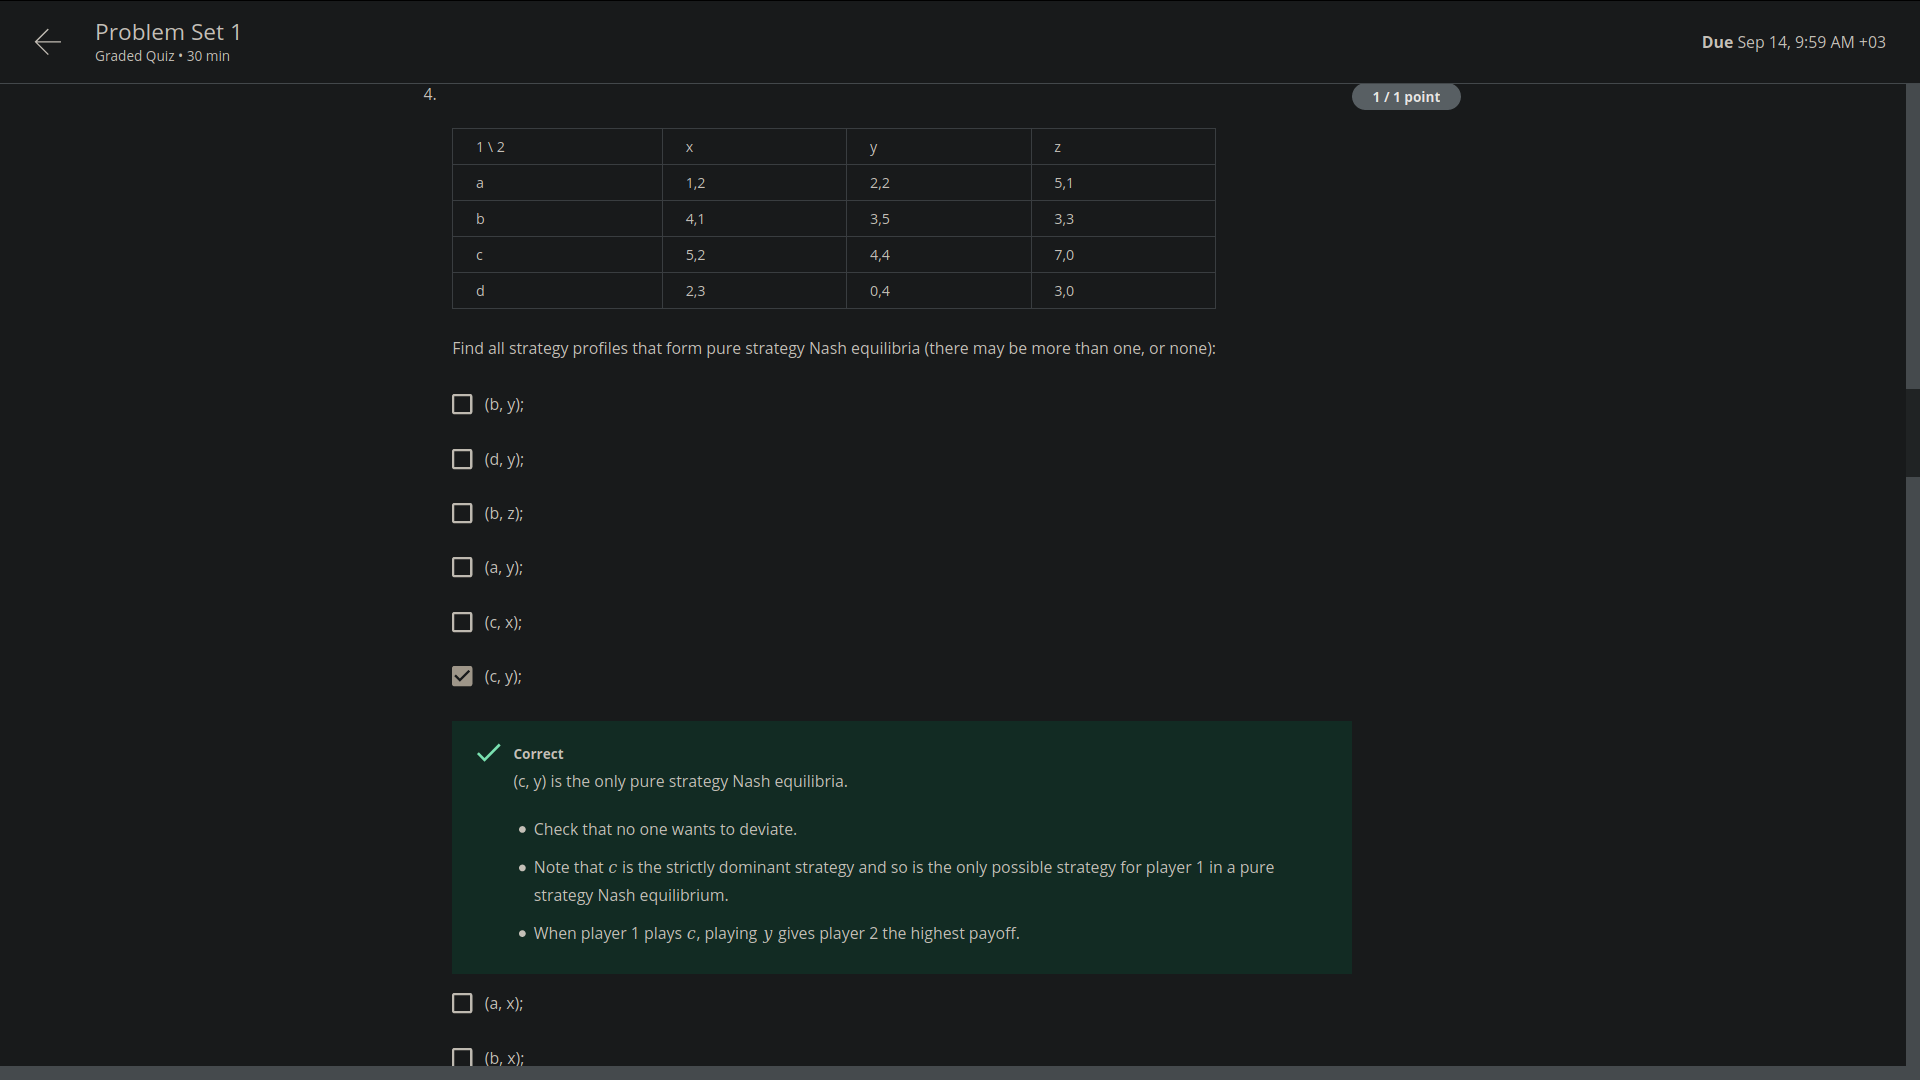 Problem Set 1
Graded Quiz • 30 min
Due Sep 14, 9:59 AM +03
4.
1 / 1 point
1 \ 2 x y z
a 1,2 2,2 5,1
b 4,1 3,5 3,3
c 5,2 4,4 7,0
d 2,3 0,4 3,0
Find all strategy profiles that form pure strategy Nash equilibria (there may be more than one, or none):
(b, y);
(d, y);
(b, z);
(a, y);
(c, x);
(c, y);
Correct
(c, y) is the only pure strategy Nash equilibria.
• Check that no one wants to deviate.
• Note that c is the strictly dominant strategy and so is the only possible strategy for player 1 in a pure
strategy Nash equilibrium.
• When player 1 plays c, playing y gives player 2 the highest payoff.
(a, x);
(b, x);